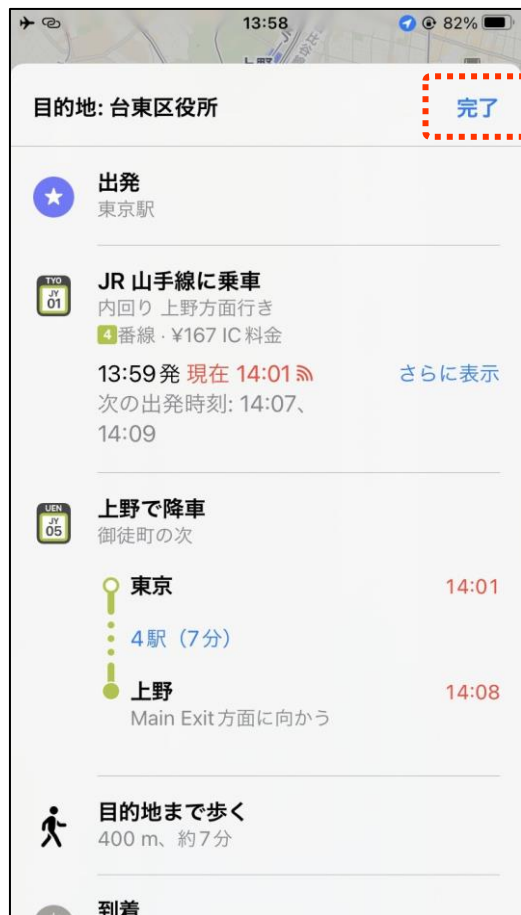 13:58
82%
上野
目的地: 台東区役所
完了
出発
東京駅
TYO
JY
01
JR 山手線に乗車
内回り 上野方面行き
4番線 · ¥167 IC 料金
13:59発 現在 14:01
さらに表示
次の出発時刻: 14:07、
14:09
UEN
JY
05
上野で降車
御徒町の次
東京
14:01
4駅（7分）
上野
14:08
Main Exit方面に向かう
目的地まで歩く
400 m、約7分
到着